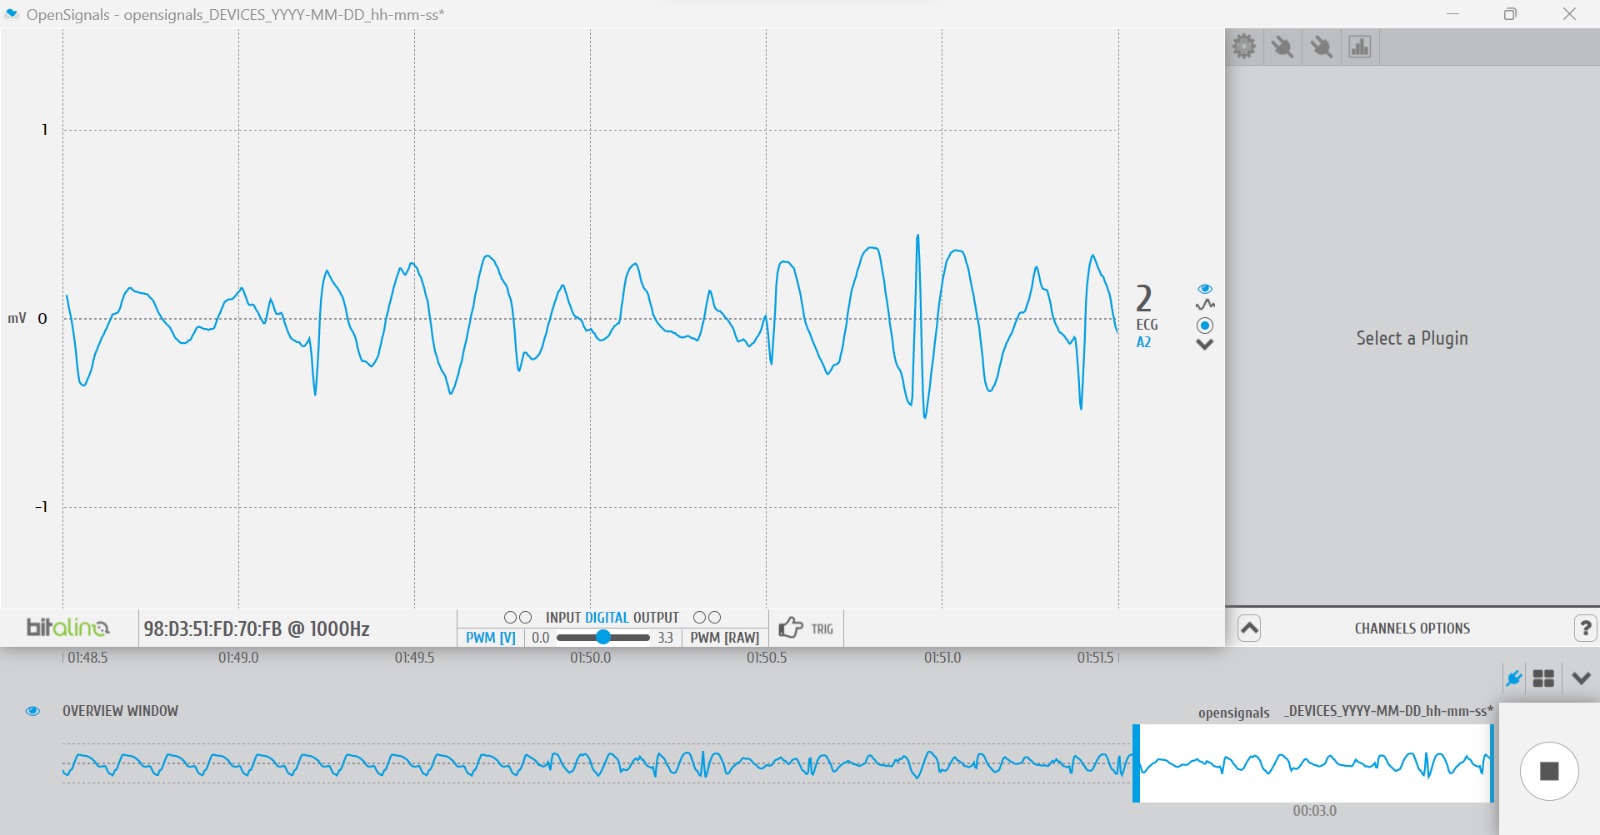 OpenSignals - opensignals_DEVICES_YYYY-MM-DD_hh-mm-ss*
1
mV 0
-1
2
ECG
A2
Select a Plugin
bitalino
98:D3:51:FD:70:FB @ 1000Hz
INPUT DIGITAL OUTPUT
PWM [V] 0.0 3.3 PWM [RAW]
TRIG
CHANNELS OPTIONS
?
01:48.5 01:49.0 01:49.5 01:50.0 01:50.5 01:51.0 01:51.5
OVERVIEW WINDOW
opensignals _DEVICES_YYYY-MM-DD_hh-mm-ss*
00:03.0